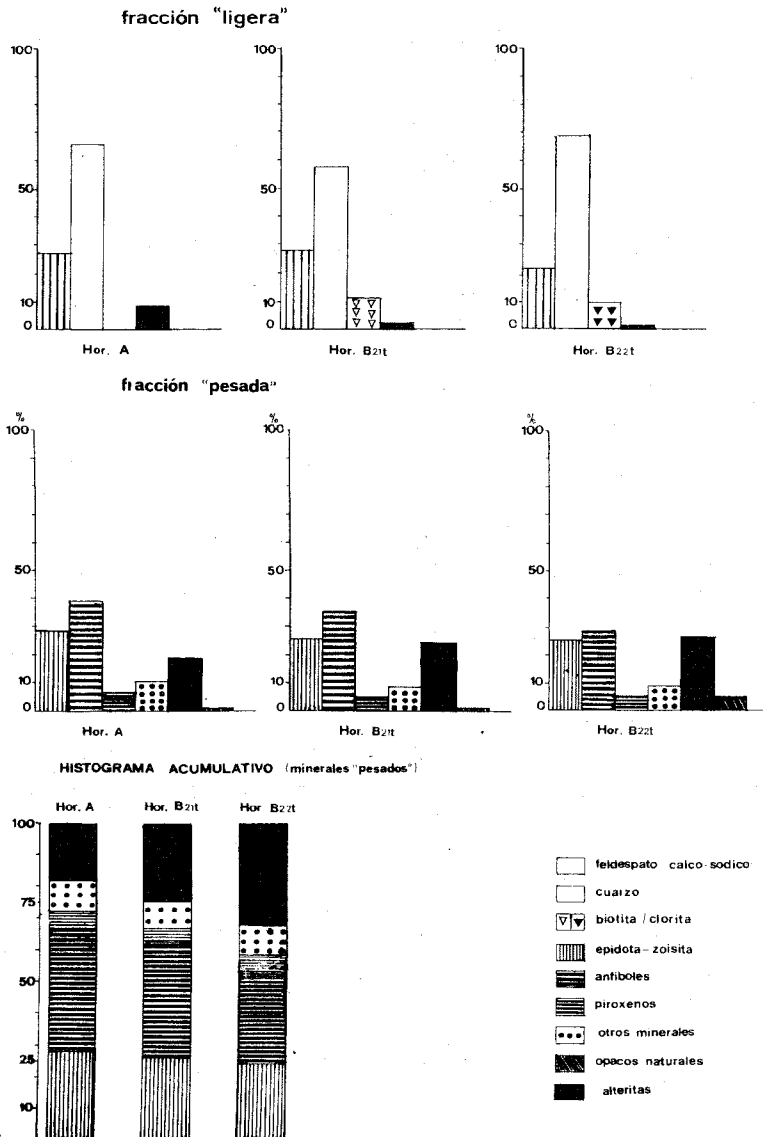 fracción "ligera"
100 100 100
50 50 50
10 10 10
0 0 0
Hor. A Hor. B21t Hor. B22t
fracción "pesada"
% % %
100 100 100
50 50 50
10 10 10
0 0 0
Hor. A Hor. B21t Hor. B22t
HISTOGRAMA ACUMULATIVO (minerales "pesados")
Hor. A Hor. B21t Hor B22t
100
75
50
25
10
feldespato calco-sodico
cuarzo
biotita / clorita
epidota-zoisita
anfiboles
piroxenos
otros minerales
opacos naturales
alteritas